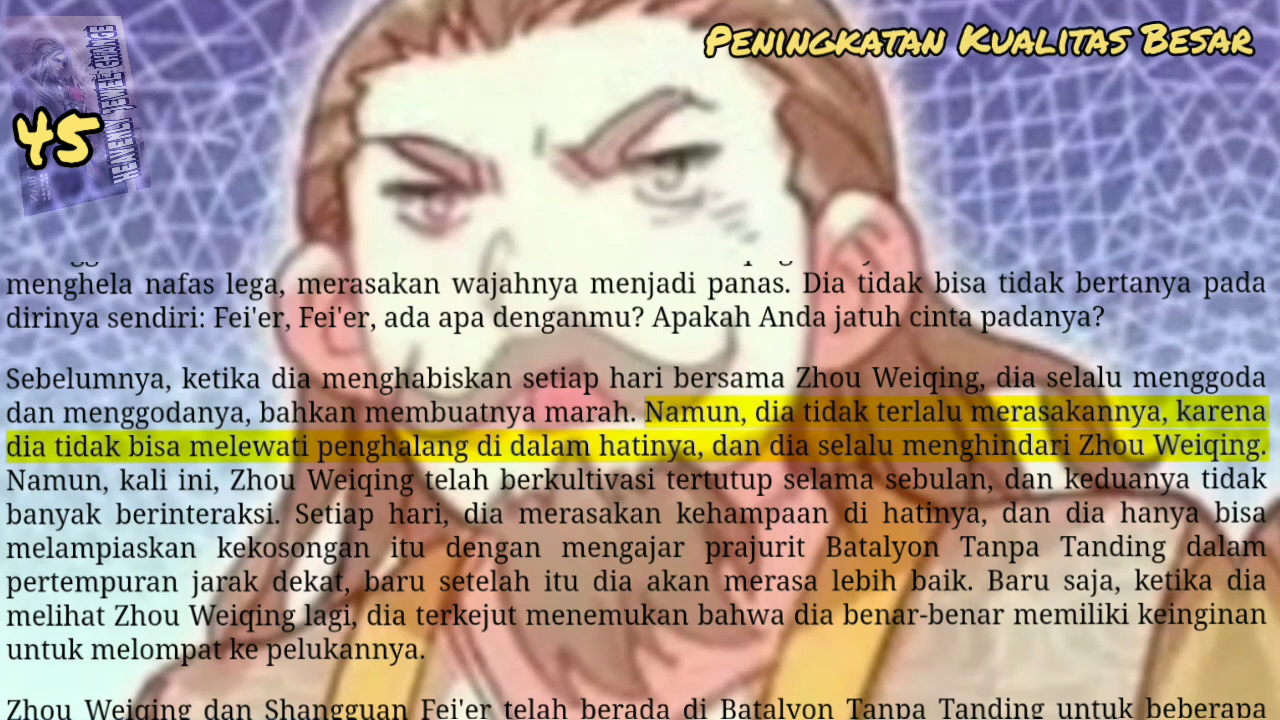 Peningkatan Kualitas Besar
HEAVENLY JEWEL CHANGE
45
menghela nafas lega, merasakan wajahnya menjadi panas. Dia tidak bisa tidak bertanya pada
dirinya sendiri: Fei'er, Fei'er, ada apa denganmu? Apakah Anda jatuh cinta padanya?
Sebelumnya, ketika dia menghabiskan setiap hari bersama Zhou Weiqing, dia selalu menggoda
dan menggodanya, bahkan membuatnya marah. Namun, dia tidak terlalu merasakannya, karena
dia tidak bisa melewati penghalang di dalam hatinya, dan dia selalu menghindari Zhou Weiqing.
Namun, kali ini, Zhou Weiqing telah berkultivasi tertutup selama sebulan, dan keduanya tidak
banyak berinteraksi. Setiap hari, dia merasakan kehampaan di hatinya, dan dia hanya bisa
melampiaskan kekosongan itu dengan mengajar prajurit Batalyon Tanpa Tanding dalam
pertempuran jarak dekat, baru setelah itu dia akan merasa lebih baik. Baru saja, ketika dia
melihat Zhou Weiqing lagi, dia terkejut menemukan bahwa dia benar-benar memiliki keinginan
untuk melompat ke pelukannya.
Zhou Weiqing dan Shangguan Fei'er telah berada di Batalyon Tanpa Tanding untuk beberapa